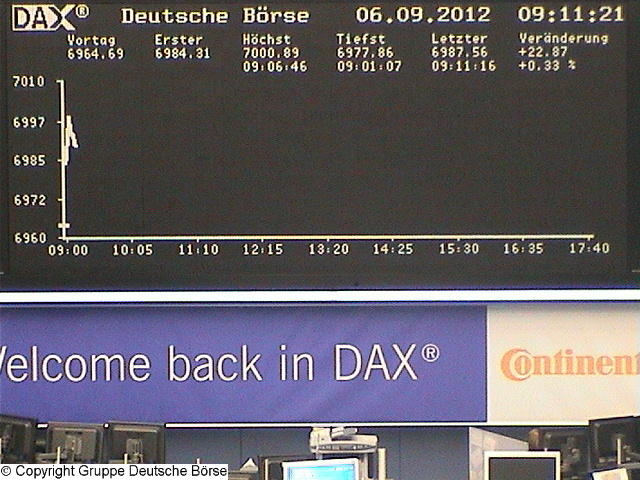 DAX® Deutsche Börse 06.09.2012 09:11:21
Vortag Erster Höchst Tiefst Letzter Veränderung
6964.69 6984.31 7000.89 6977.86 6987.56 +22.87
09:06:46 09:01:07 09:11:16 +0.33 %
7010
6997
6985
6972
6960
09:00 10:05 11:10 12:15 13:20 14:25 15:30 16:35 17:40
Welcome back in DAX® Continent
© Copyright Gruppe Deutsche Börse